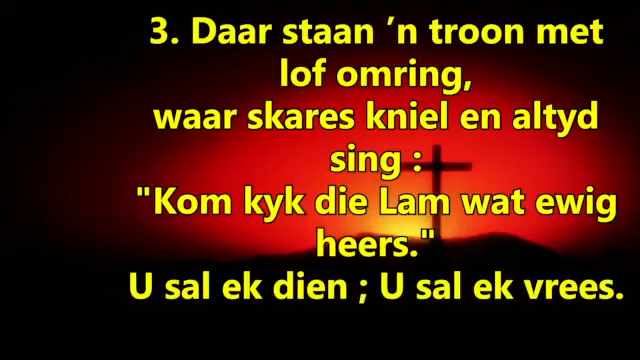 3. Daar staan ’n troon met
lof omring,
waar skares kniel en altyd
sing :
"Kom kyk die Lam wat ewig
heers."
U sal ek dien ; U sal ek vrees.